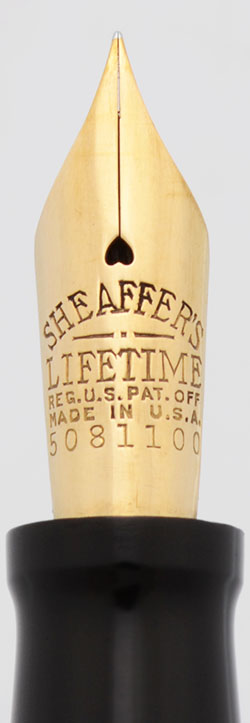 SHEAFFER'S
LIFETIME
REG.U.S.PAT.OFF
MADE IN U.S.A.
5081100